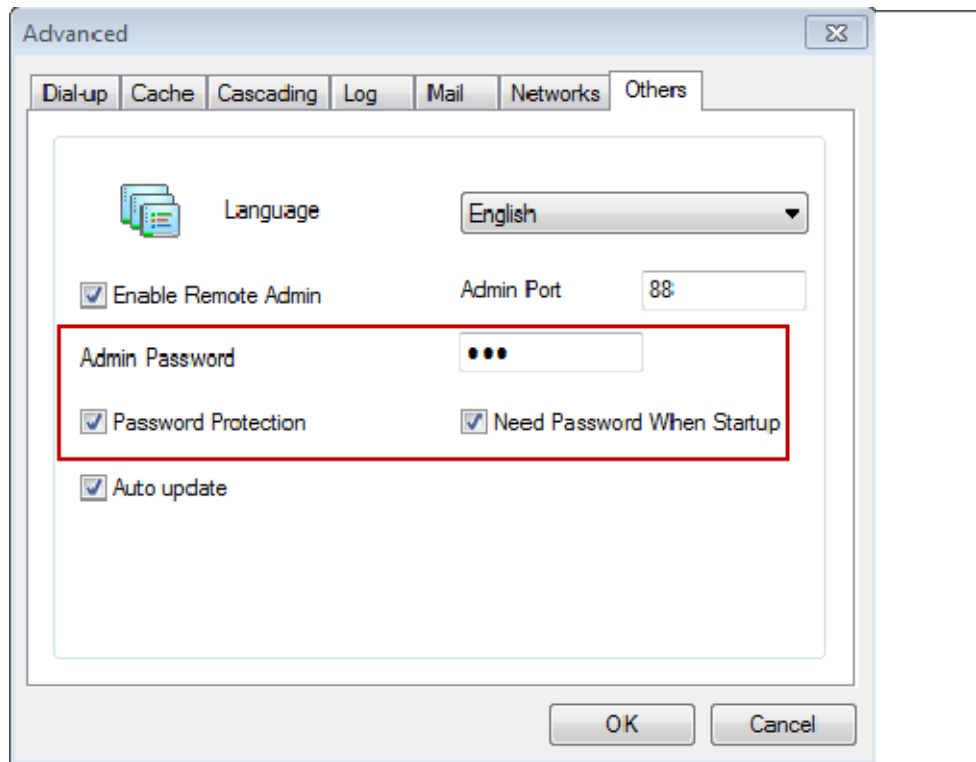 Advanced
Dial-up Cache Cascading Log Mail Networks Others
Language English
Enable Remote Admin Admin Port 88
Admin Password •••
Password Protection Need Password When Startup
Auto update
OK Cancel